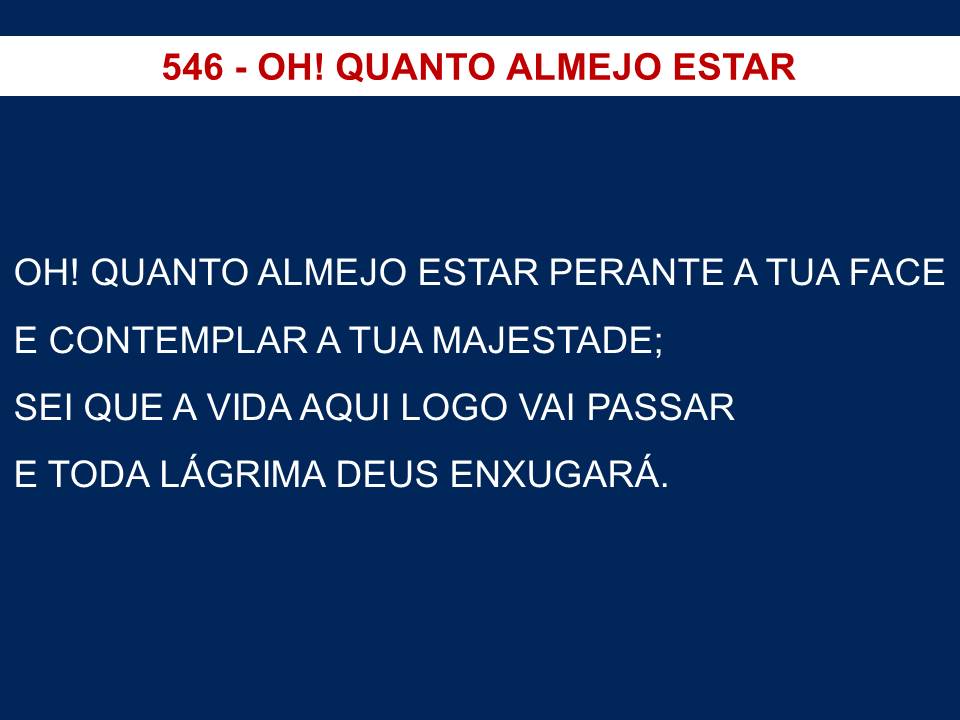 546 - OH! QUANTO ALMEJO ESTAR
OH! QUANTO ALMEJO ESTAR PERANTE A TUA FACE
E CONTEMPLAR A TUA MAJESTADE;
SEI QUE A VIDA AQUI LOGO VAI PASSAR
E TODA LÁGRIMA DEUS ENXUGARÁ.